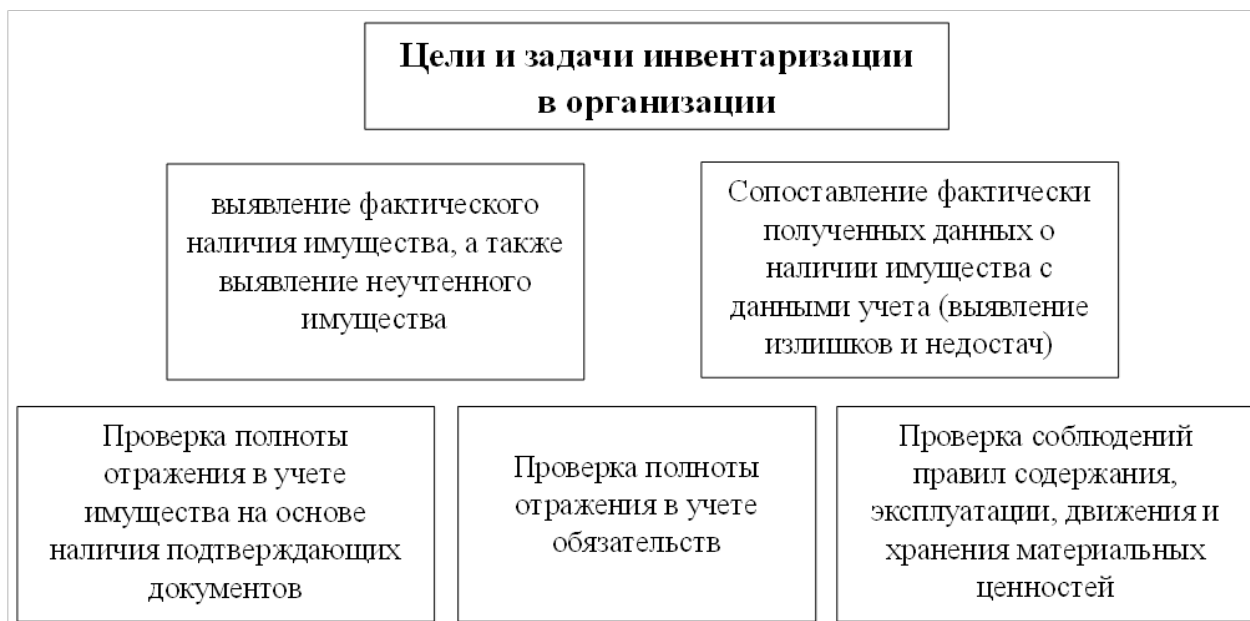 Цели и задачи инвентаризации
в организации
выявление фактического
наличия имущества, а также
выявление неучтенного
имущества
Сопоставление фактически
полученных данных о
наличии имущества с
данными учета (выявление
излишков и недостач)
Проверка полноты
отражения в учете
имущества на основе
наличия подтверждающих
документов
Проверка полноты
отражения в учете
обязательств
Проверка соблюдений
правил содержания,
эксплуатации, движения и
хранения материальных
ценностей